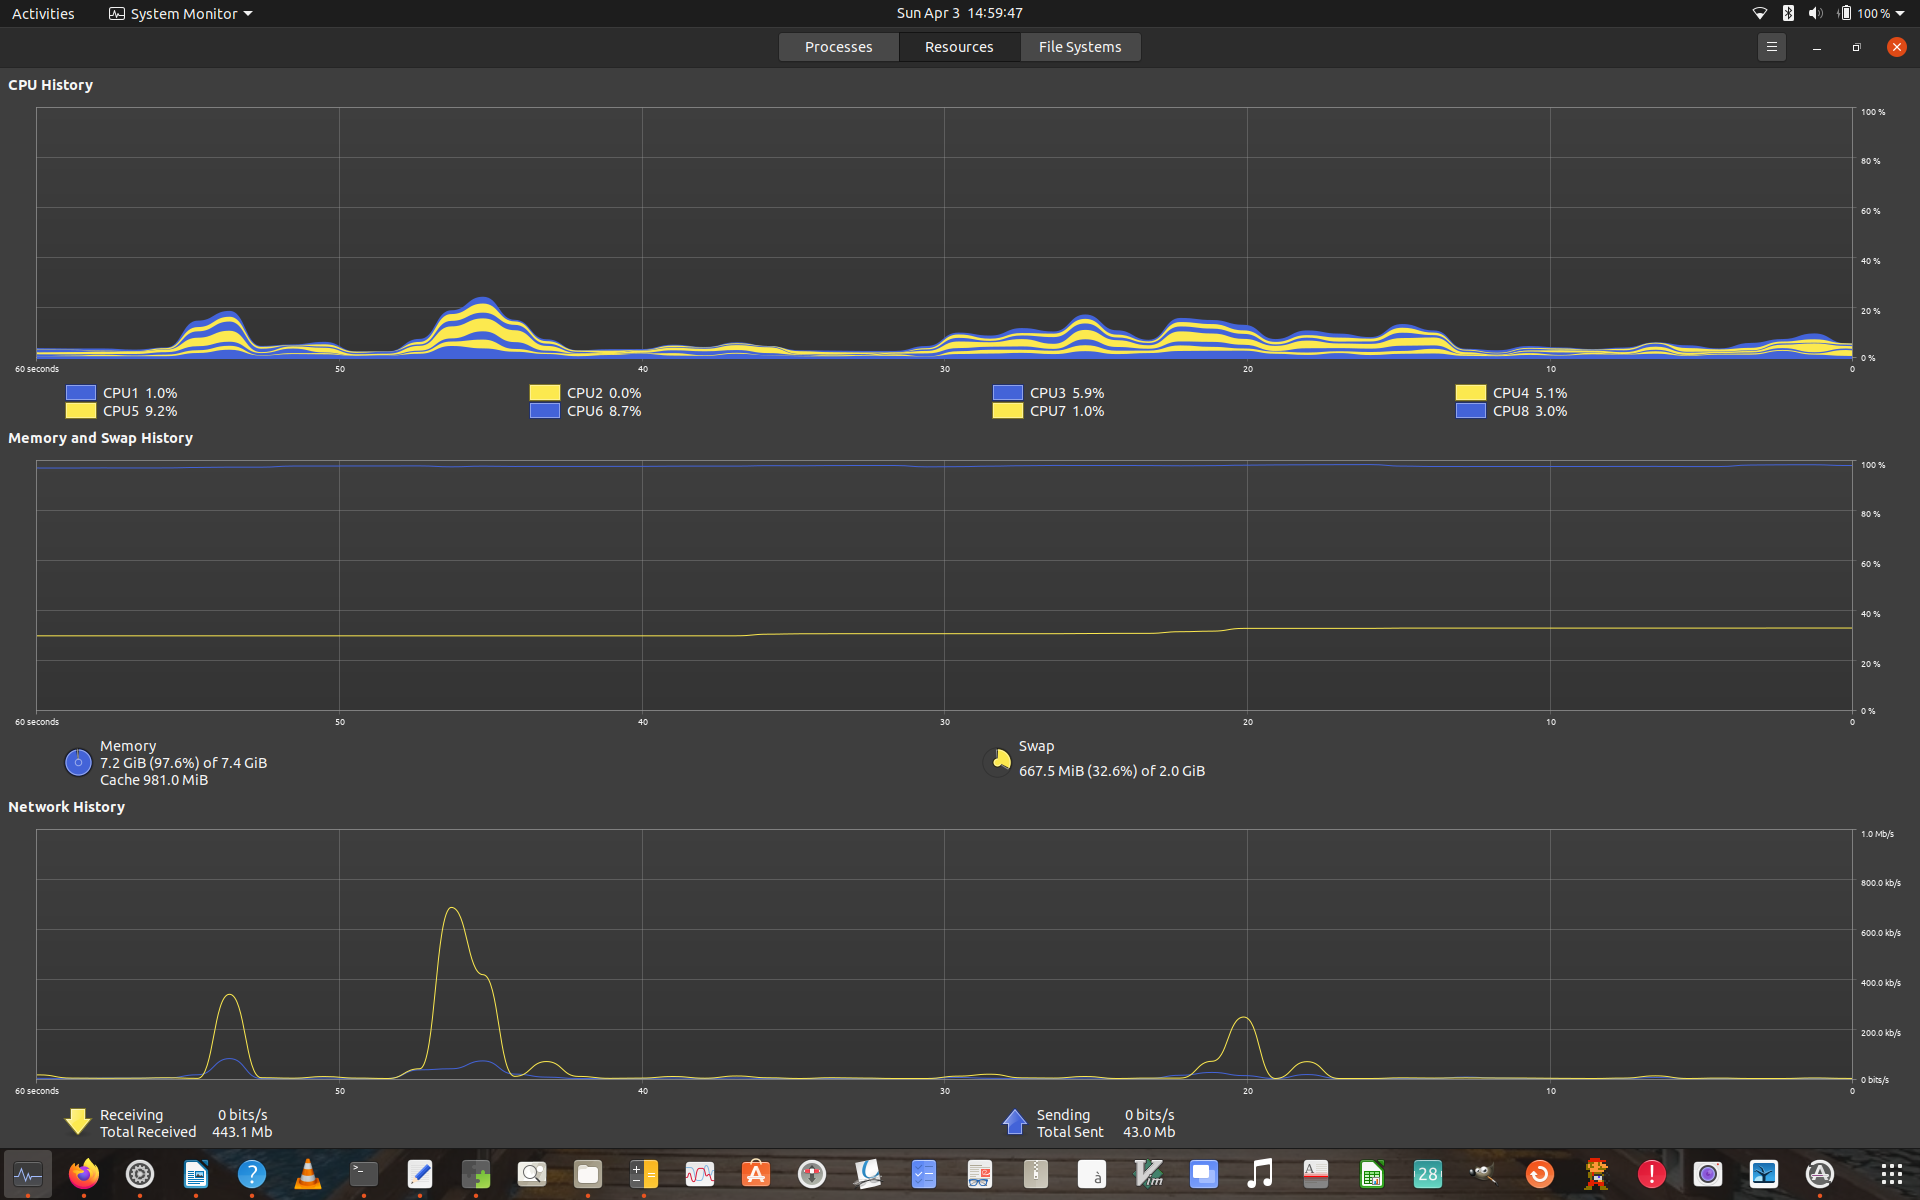 Activities System Monitor Sun Apr 3 14:59:47 100 %
Processes Resources File Systems
CPU History
100 %
80 %
60 %
40 %
20 %
0 %
60 seconds 50 40 30 20 10 0
CPU1 1.0% CPU2 0.0% CPU3 5.9% CPU4 5.1%
CPU5 9.2% CPU6 8.7% CPU7 1.0% CPU8 3.0%
Memory and Swap History
100 %
80 %
60 %
40 %
20 %
0 %
60 seconds 50 40 30 20 10 0
Memory
7.2 GiB (97.6%) of 7.4 GiB
Cache 981.0 MiB
Swap
667.5 MiB (32.6%) of 2.0 GiB
Network History
1.0 Mb/s
800.0 kb/s
600.0 kb/s
400.0 kb/s
200.0 kb/s
0 bits/s
60 seconds 50 40 30 20 10 0
Receiving 0 bits/s
Total Received 443.1 Mb
Sending 0 bits/s
Total Sent 43.0 Mb
? >_ A à Vim A 28 ! A